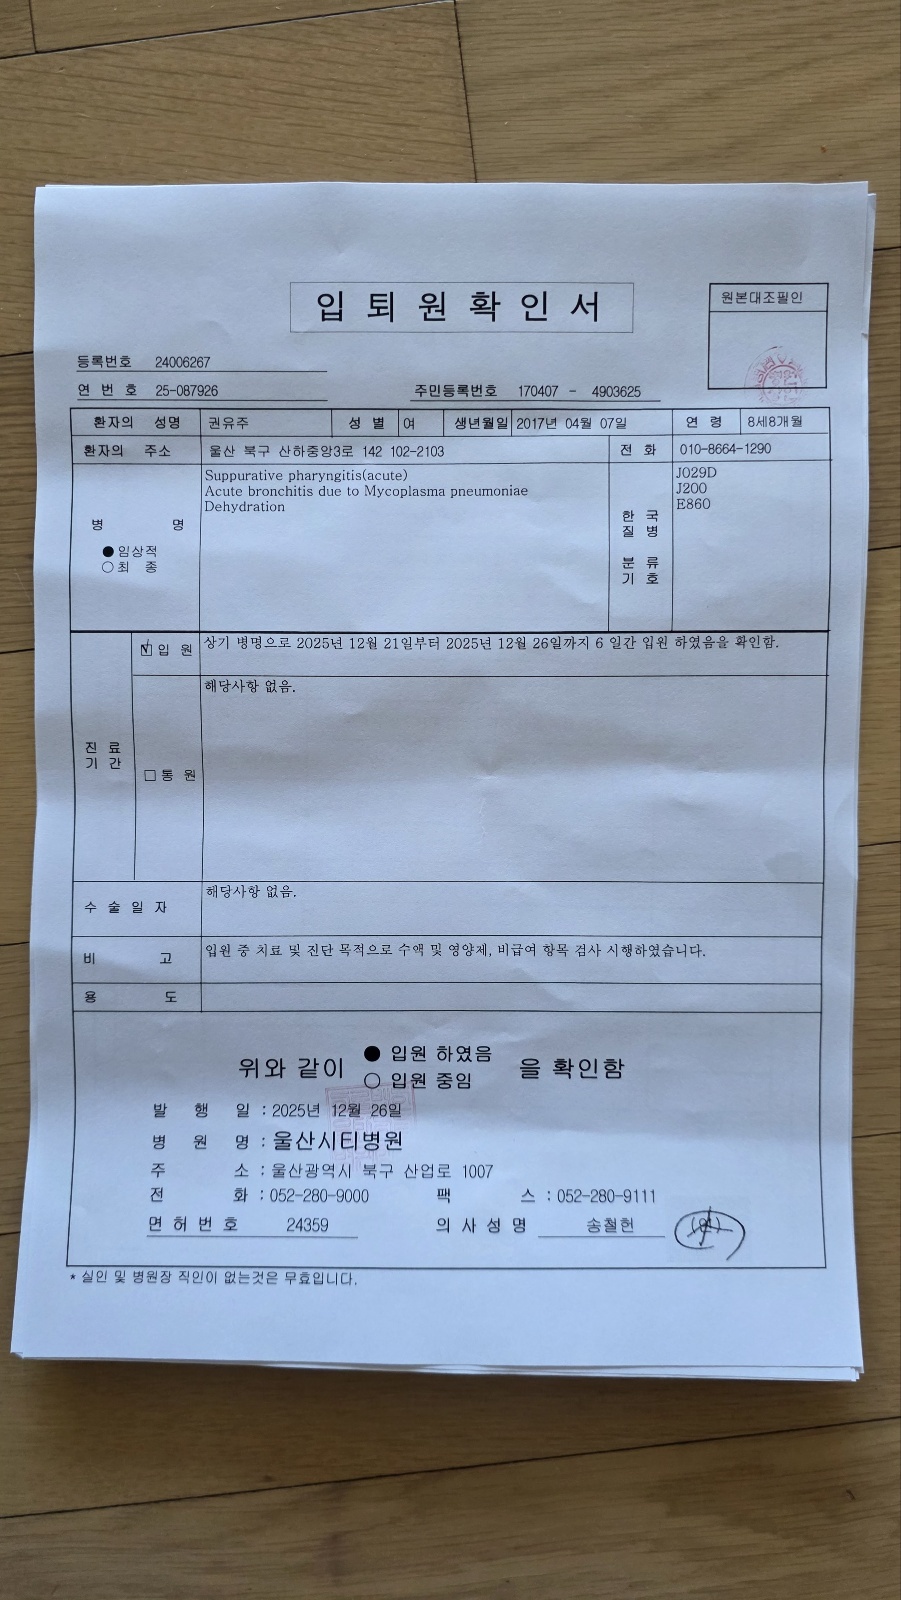 입 퇴 원 확 인 서
원본대조필인
등록번호 24006267
연 번 호 25-087926 주민등록번호 170407 - 4903625
환자의 성명 권유주 성 별 여 생년월일 2017년 04월 07일 연 령 8세8개월
환자의 주소 울산 북구 산하중앙3로 142 102-2103 전 화 010-8664-1290
병 명
● 임상적
○ 최 종
Suppurative pharyngitis(acute)
Acute bronchitis due to Mycoplasma pneumoniae
Dehydration
한 국
질 병
분 류
기 호
J029D
J200
E860
진 료
기 간
☑ 입 원 상기 병명으로 2025년 12월 21일부터 2025년 12월 26일까지 6 일간 입원 하였음을 확인함.
□ 통 원 해당사항 없음.
수 술 일 자 해당사항 없음.
비 고 입원 중 치료 및 진단 목적으로 수액 및 영양제, 비급여 항목 검사 시행하였습니다.
용 도
위와 같이 ● 입원 하였음 을 확인함
○ 입원 중임
발 행 일 : 2025년 12월 26일
병 원 명 : 울산시티병원
주 소 : 울산광역시 북구 산업로 1007
전 화 : 052-280-9000 팩 스 : 052-280-9111
면 허 번 호 24359 의 사 성 명 송철헌
* 실인 및 병원장 직인이 없는것은 무효입니다.